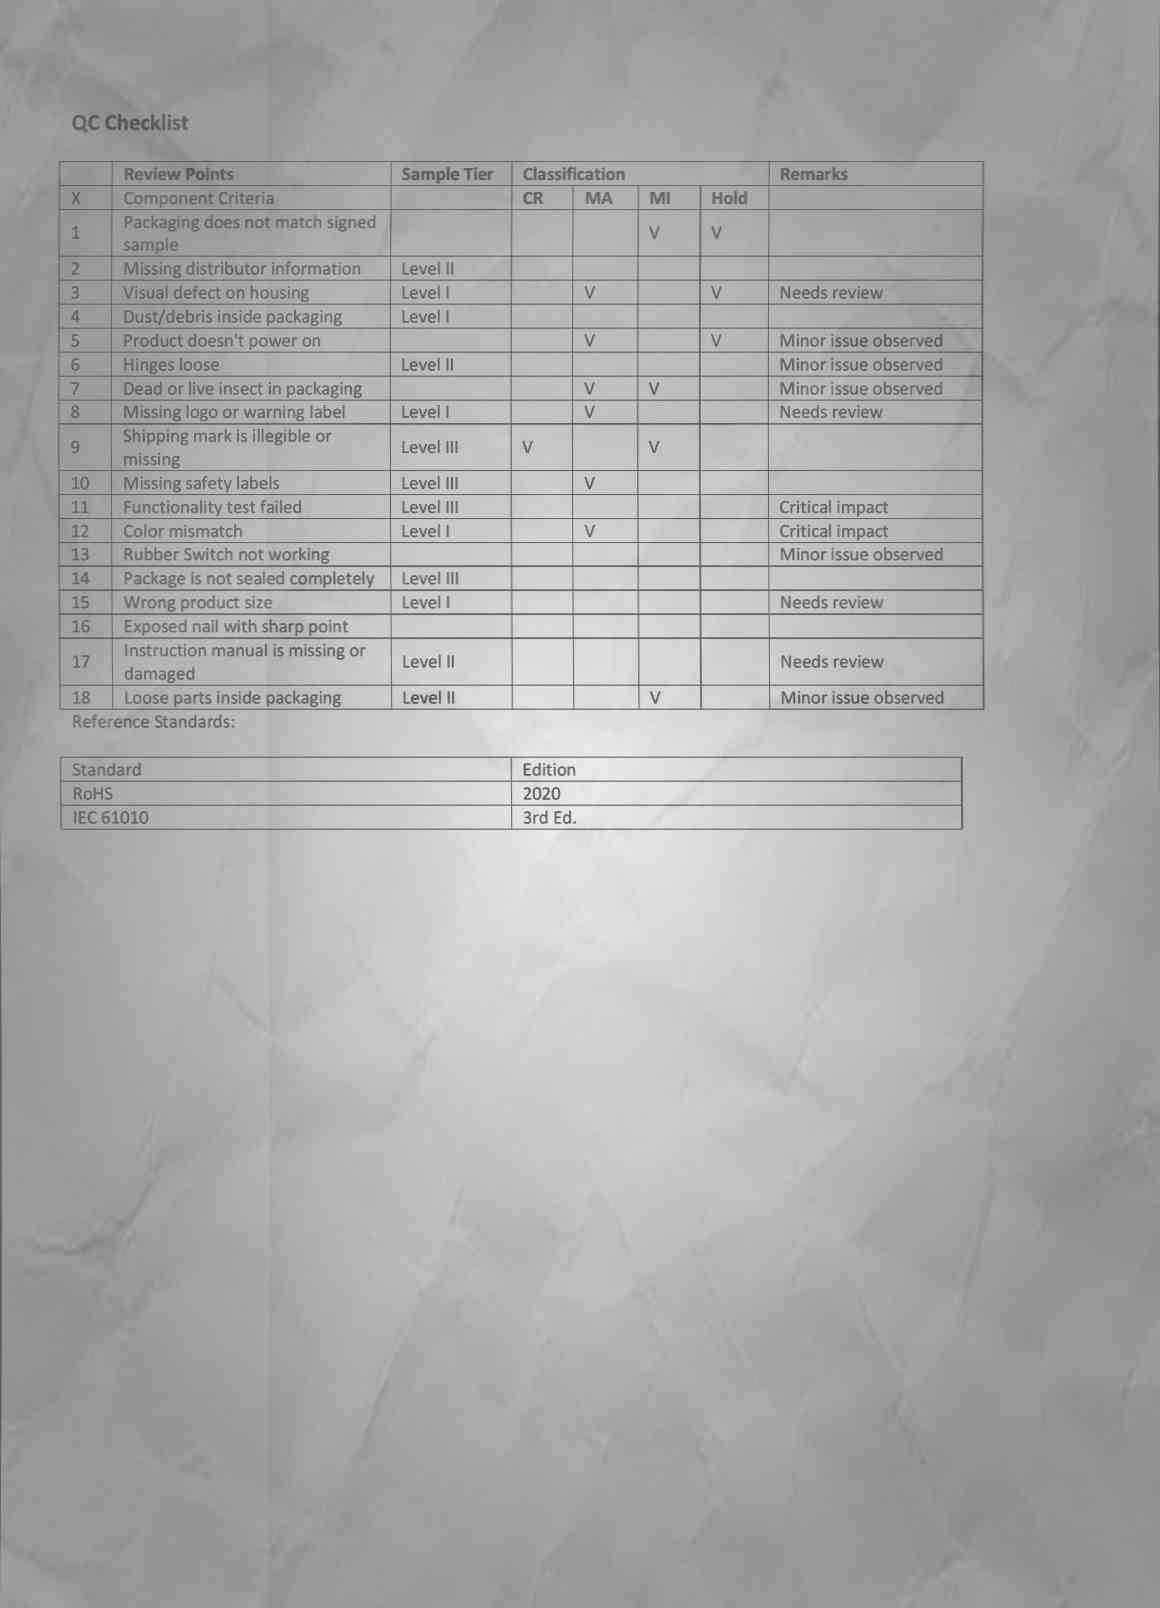 QC Checklist
Review Points Sample Tier Classification Remarks
X Component Criteria CR MA MI Hold
1 Packaging does not match signed sample V V
2 Missing distributor information Level II
3 Visual defect on housing Level I V V Needs review
4 Dust/debris inside packaging Level I
5 Product doesn't power on V V Minor issue observed
6 Hinges loose Level II Minor issue observed
7 Dead or live insect in packaging V V Minor issue observed
8 Missing logo or warning label Level I V Needs review
9 Shipping mark is illegible or missing Level III V V
10 Missing safety labels Level III V
11 Functionality test failed Level III Critical impact
12 Color mismatch Level I V Critical impact
13 Rubber Switch not working Minor issue observed
14 Package is not sealed completely Level III
15 Wrong product size Level I Needs review
16 Exposed nail with sharp point
17 Instruction manual is missing or damaged Level II Needs review
18 Loose parts inside packaging Level II V Minor issue observed
Reference Standards:
Standard Edition
RoHS 2020
IEC 61010 3rd Ed.